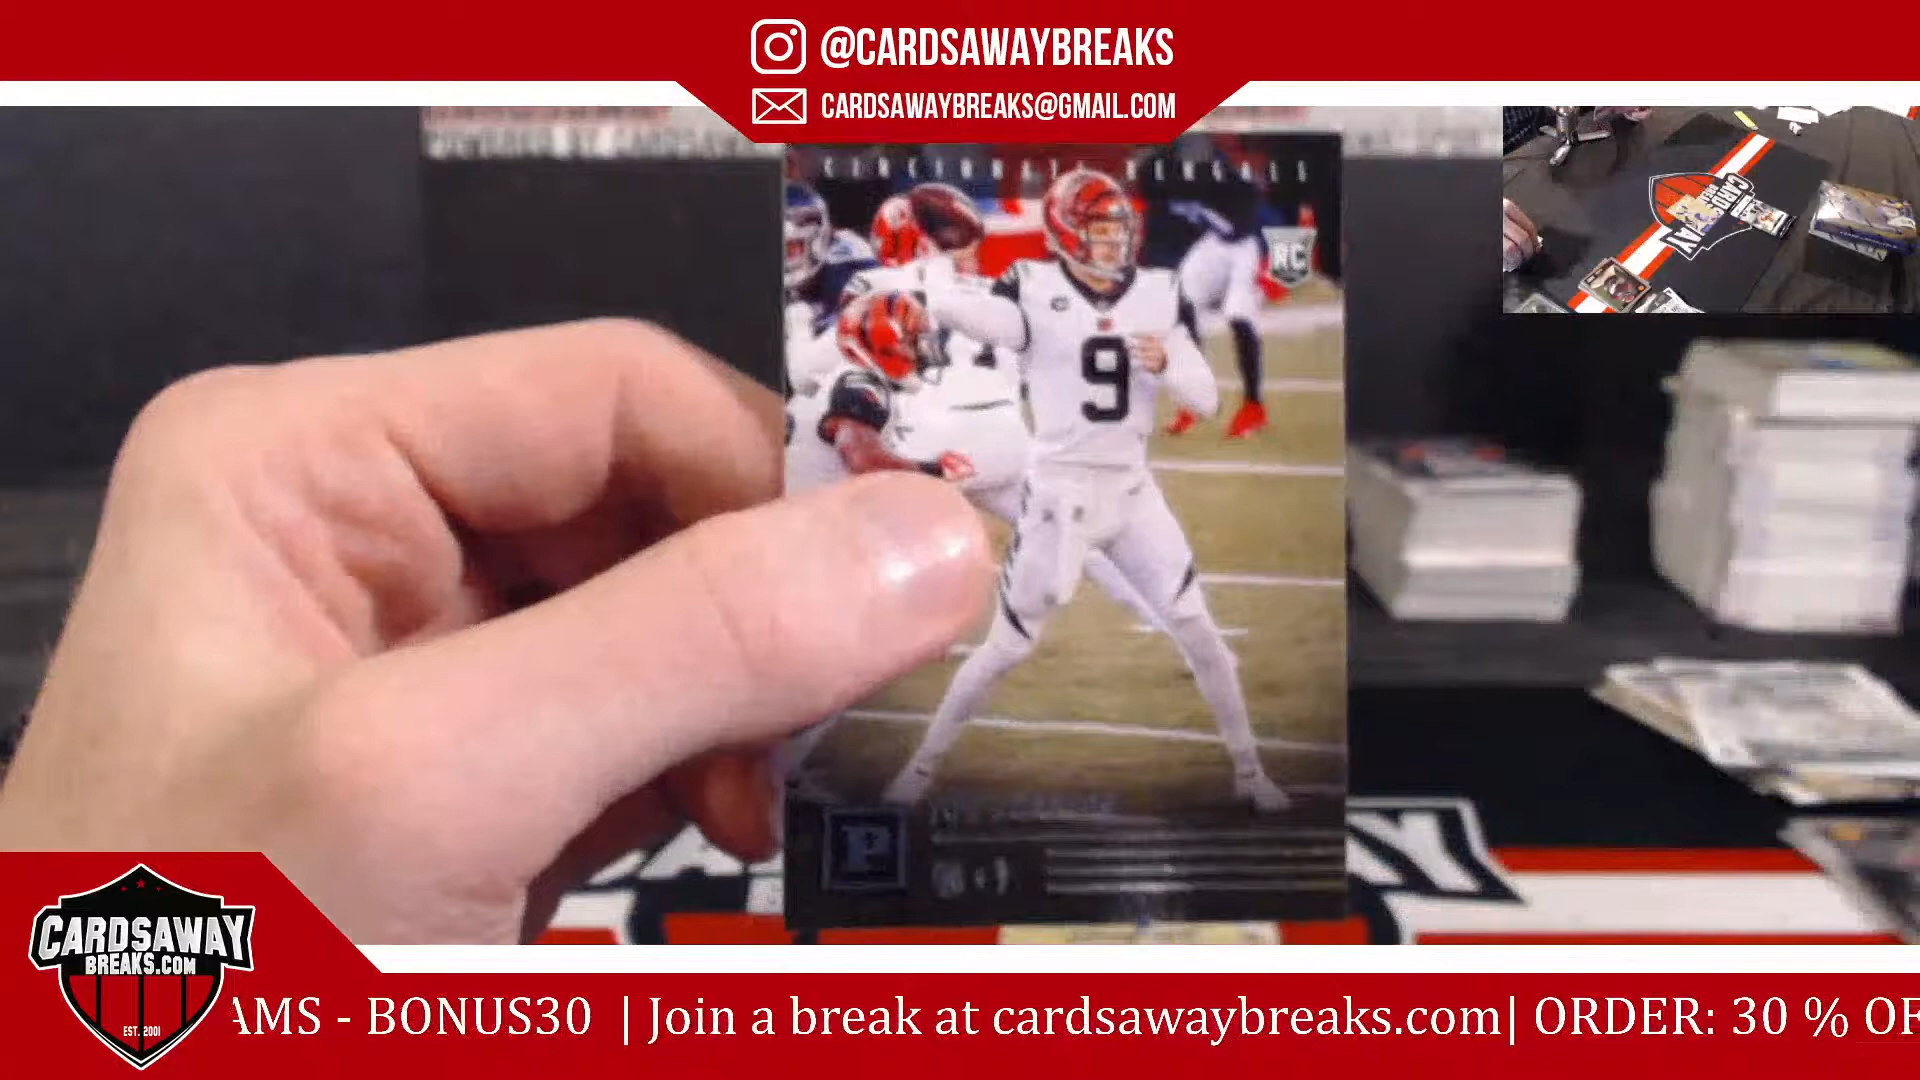 @CARDSAWAYBREAKS
CARDSAWAYBREAKS@GMAIL.COM
CINCINNATI BENGALS
RC
9
P
CARDSAWAY
BREAKS.COM
EST. 2001
AMS - BONUS30 | Join a break at cardsawaybreaks.com| ORDER: 30 % OF